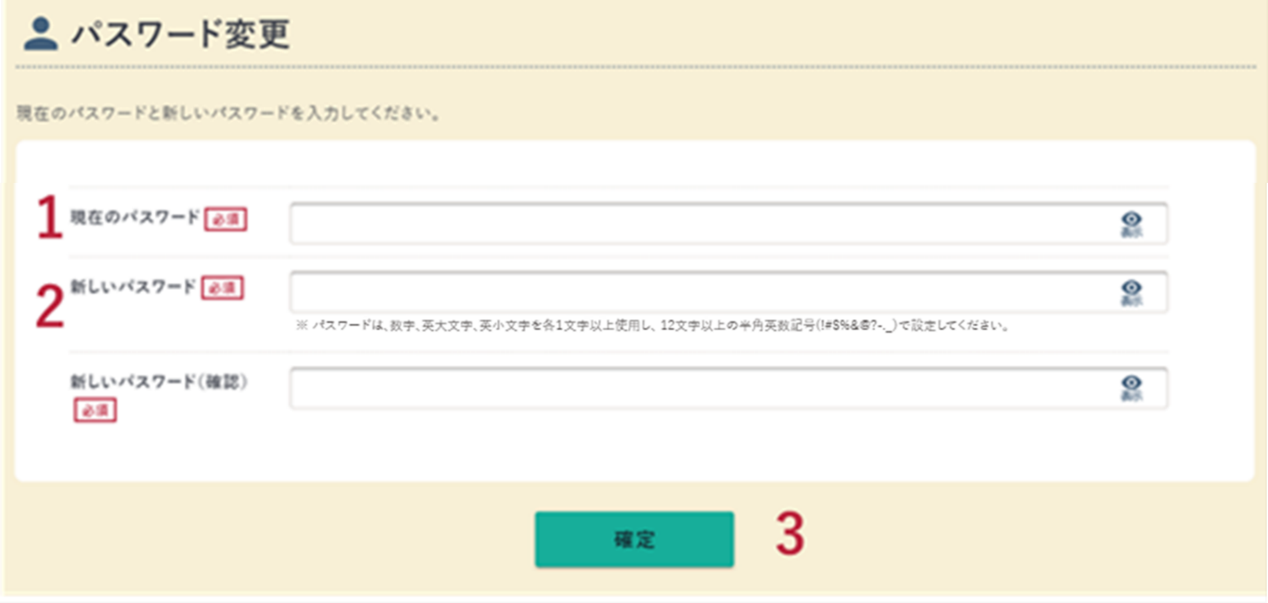 パスワード変更
現在のパスワードと新しいパスワードを入力してください。
1 現在のパスワード 必須 表示
2 新しいパスワード 必須 表示
※ パスワードは、数字、英大文字、英小文字を各1文字以上使用し、12文字以上の半角英数記号(!#$%&@?-._)で設定してください。
新しいパスワード(確認) 表示
必須
確定 3